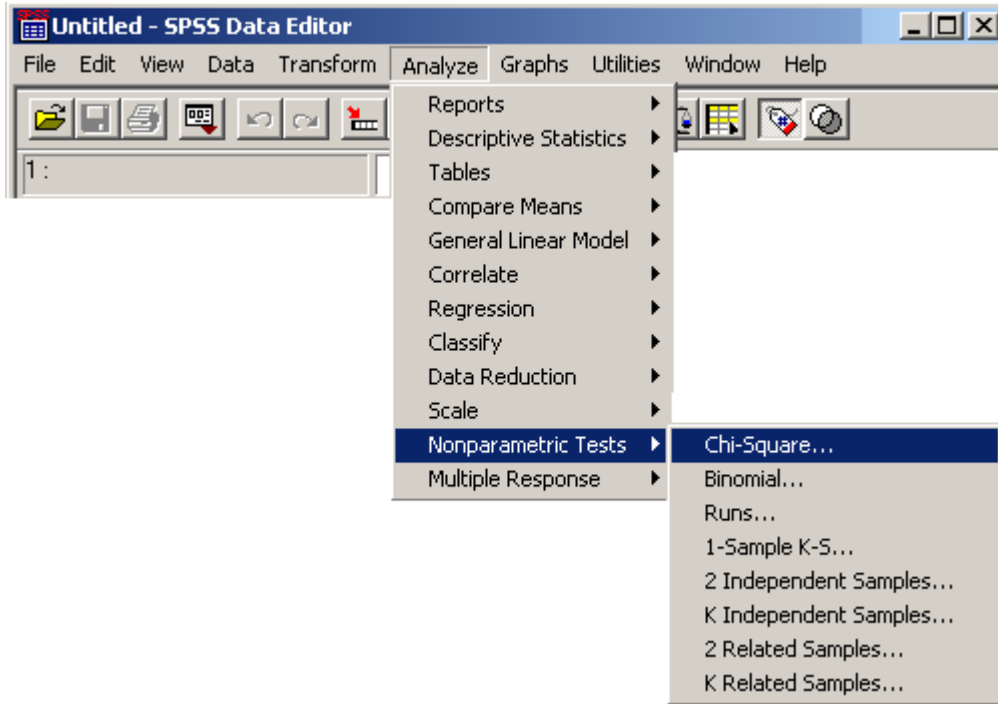 SPSS
Untitled - SPSS Data Editor
File Edit View Data Transform Analyze Graphs Utilities Window Help
1 :
Reports
Descriptive Statistics
Tables
Compare Means
General Linear Model
Correlate
Regression
Classify
Data Reduction
Scale
Nonparametric Tests
Multiple Response
Chi-Square...
Binomial...
Runs...
1-Sample K-S...
2 Independent Samples...
K Independent Samples...
2 Related Samples...
K Related Samples...